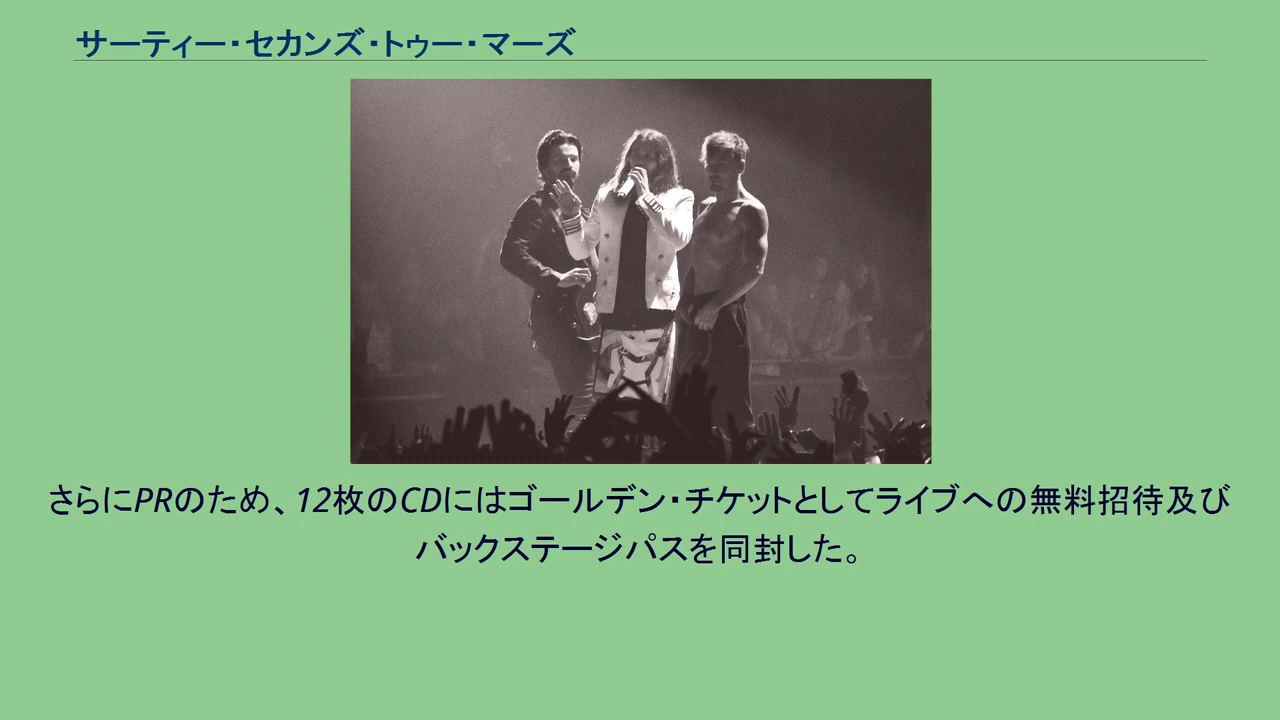 サーティー・セカンズ・トゥー・マーズ
さらにPRのため、12枚のCDにはゴールデン・チケットとしてライブへの無料招待及び
バックステージパスを同封した。